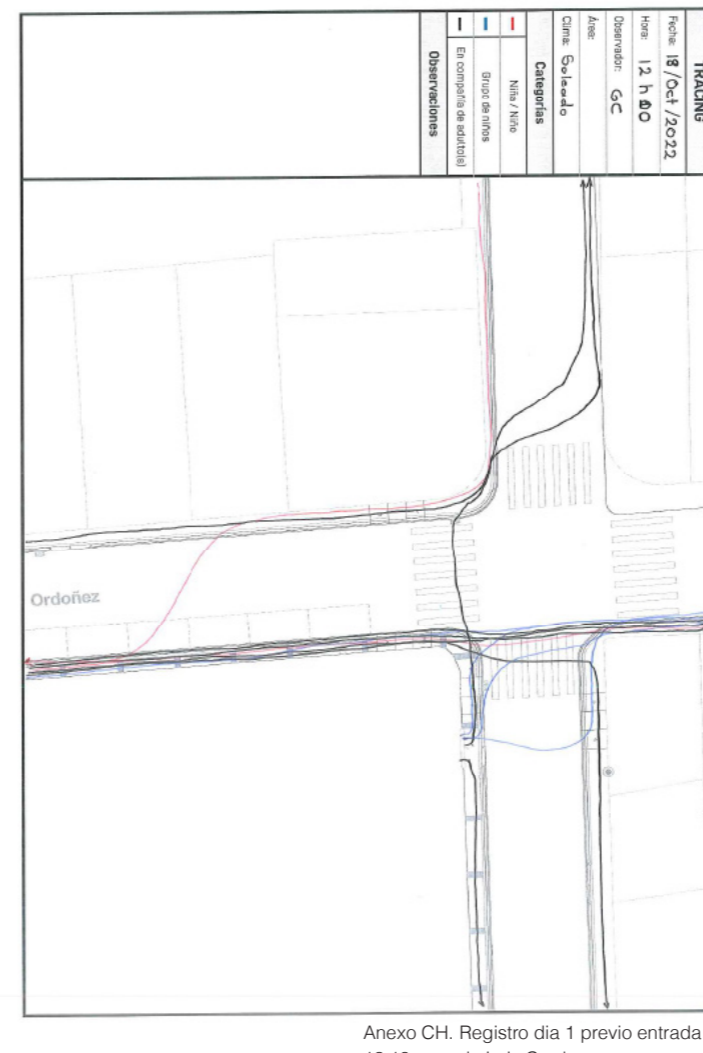 TRACING
Fecha: 18/Oct/2022
Hora: 12 h 00
Observador: GC
Área:
Clima: Soleado
Categorías
Niña / Niño
Grupo de niños
En compañía de adulto(s)
Observaciones
Ordoñez
Anexo CH. Registro dia 1 previo entrada